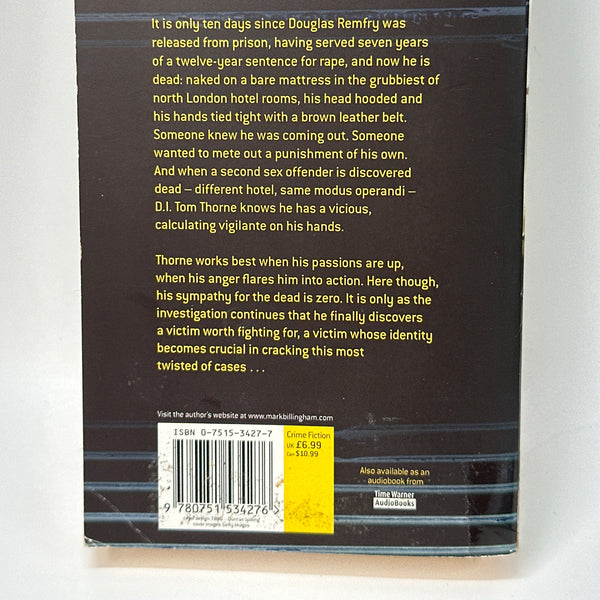 It is only ten days since Douglas Remfry was
released from prison, having served seven years
of a twelve-year sentence for rape, and now he is
dead: naked on a bare mattress in the grubbiest of
north London hotel rooms, his head hooded and
his hands tied tight with a brown leather belt.
Someone knew he was coming out. Someone
wanted to mete out a punishment of his own.
And when a second sex offender is discovered
dead – different hotel, same modus operandi –
D.I. Tom Thorne knows he has a vicious,
calculating vigilante on his hands.
Thorne works best when his passions are up,
when his anger flares him into action. Here though,
his sympathy for the dead is zero. It is only as the
investigation continues that he finally discovers
a victim worth fighting for, a victim whose identity
becomes crucial in cracking this most
twisted of cases . . .
Visit the author's website at www.markbillingham.com
ISBN 0-7515-3427-7
Crime Fiction
UK £6.99
Can $10.99
9 780751 534276 >
Cover design: Duncan Spilling
cover images: Getty Images
Also available as an
audiobook from
Time Warner
AudioBooks